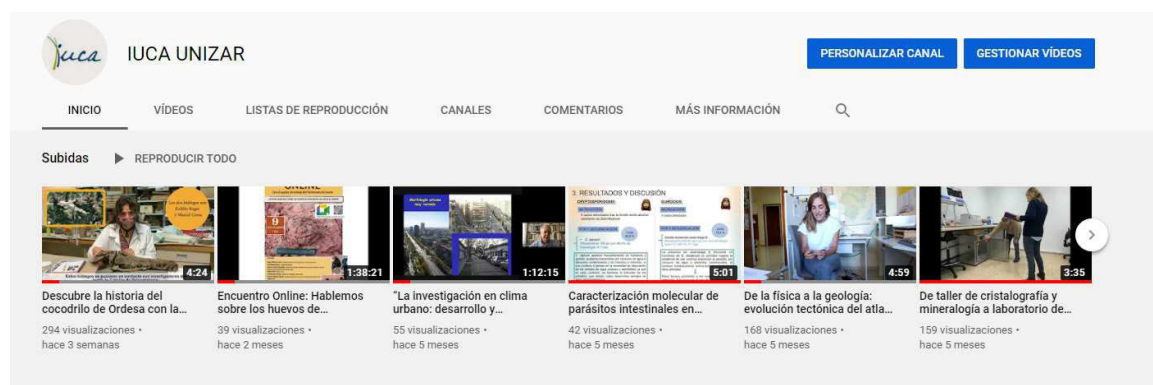 iuca
IUCA UNIZAR
PERSONALIZAR CANAL
GESTIONAR VÍDEOS
INICIO
VÍDEOS
LISTAS DE REPRODUCCIÓN
CANALES
COMENTARIOS
MÁS INFORMACIÓN
Subidas
REPRODUCIR TODO
4:24
ONLINE
9
1:38:21
1:12:15
3. RESULTADOS Y DISCUSIÓN
5:01
4:59
3:35
Descubre la historia del
cocodrilo de Ordesa con la...
294 visualizaciones •
hace 3 semanas
Encuentro Online: Hablemos
sobre los huevos de...
39 visualizaciones •
hace 2 meses
"La investigación en clima
urbano: desarrollo y...
55 visualizaciones •
hace 5 meses
Caracterización molecular de
parásitos intestinales en...
42 visualizaciones •
hace 5 meses
De la física a la geología:
evolución tectónica del atla...
168 visualizaciones •
hace 5 meses
De taller de cristalografía y
mineralogía a laboratorio de...
159 visualizaciones •
hace 5 meses